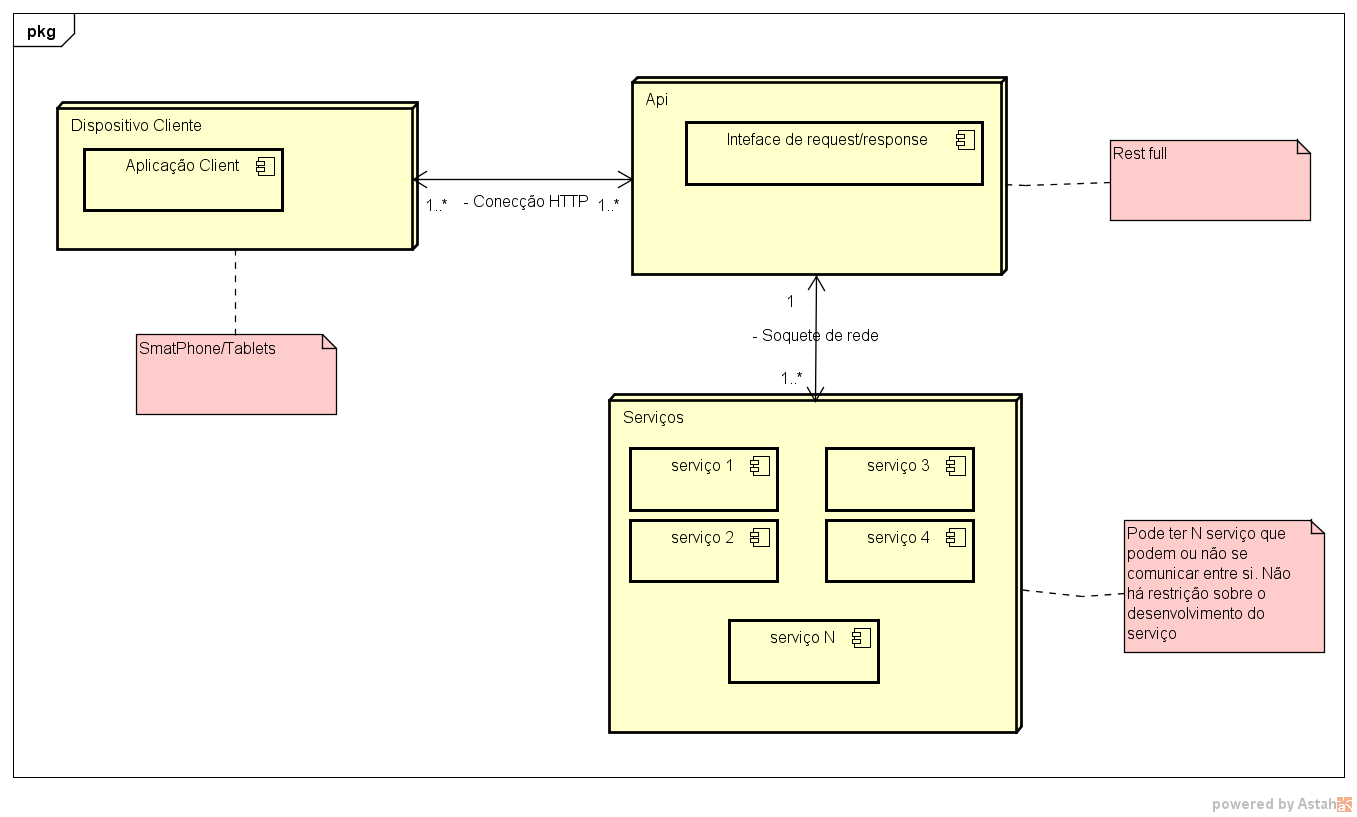 pkg
Dispositivo Cliente
Aplicação Client
Api
Inteface de request/response
Rest full
1..*
- Conecção HTTP
1..*
SmatPhone/Tablets
1
- Soquete de rede
1..*
Serviços
serviço 1
serviço 3
serviço 2
serviço 4
serviço N
Pode ter N serviço que
podem ou não se
comunicar entre si. Não
há restrição sobre o
desenvolvimento do
serviço
powered by Astah